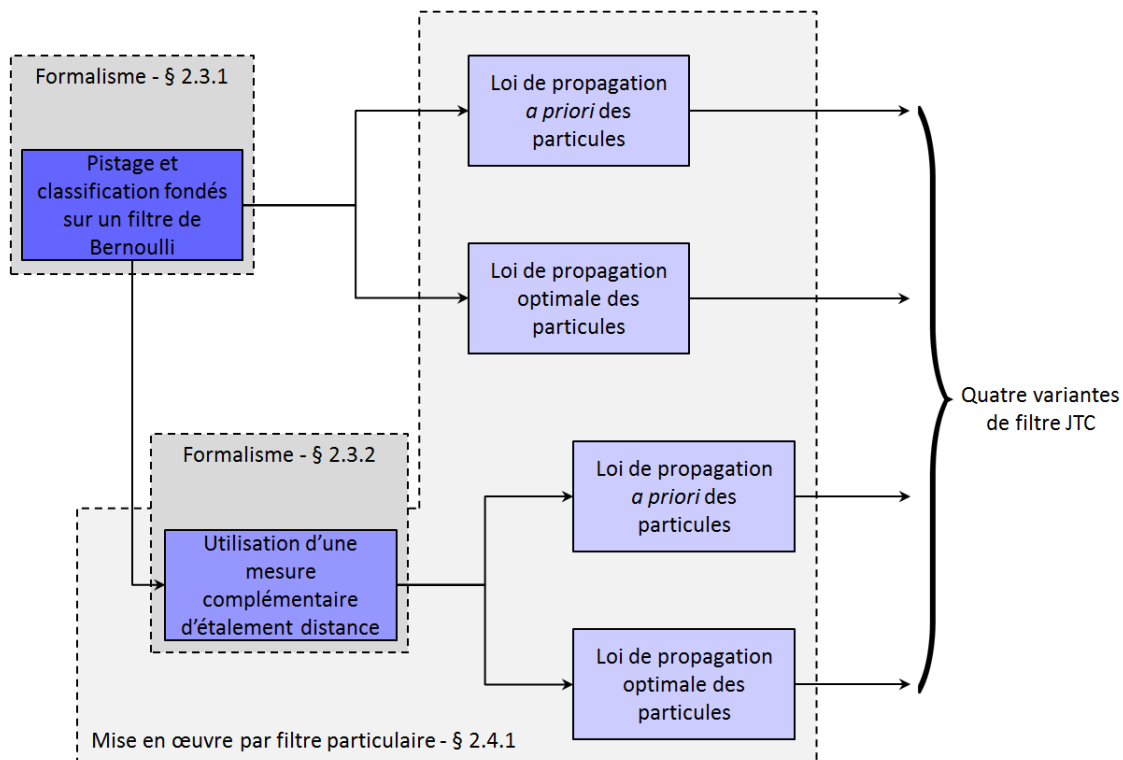 Formalisme - § 2.3.1
Pistage et
classification fondés
sur un filtre de
Bernoulli
Loi de propagation
a priori des
particules
Loi de propagation
optimale des
particules
Quatre variantes
de filtre JTC
Formalisme - § 2.3.2
Utilisation d’une
mesure
complémentaire
d’étalement distance
Loi de propagation
a priori des
particules
Loi de propagation
optimale des
particules
Mise en œuvre par filtre particulaire - § 2.4.1